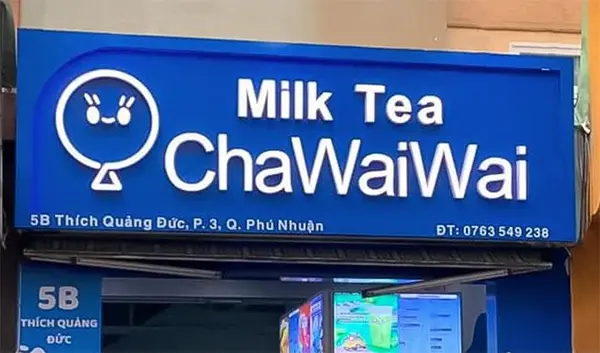 Milk Tea
ChaWaiWai
5B Thích Quảng Đức, P. 3, Q. Phú Nhuận
ĐT: 0763 549 238
5B
THÍCH QUẢNG
ĐỨC